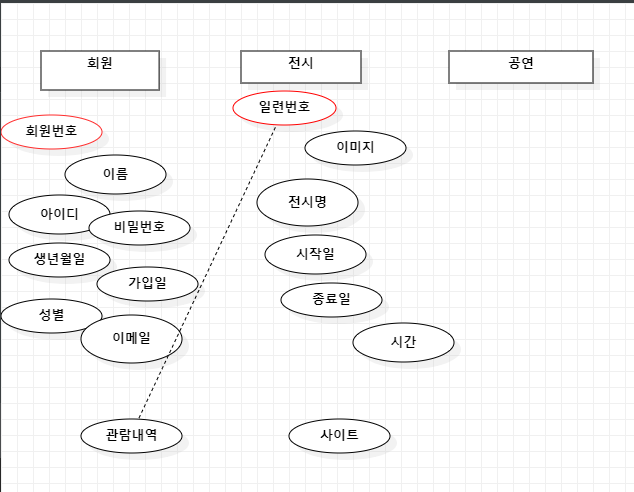 회원
전시
공연
일련번호
회원번호
이미지
이름
전시명
아이디
비밀번호
시작일
생년월일
가입일
종료일
성별
이메일
시간
관람내역
사이트